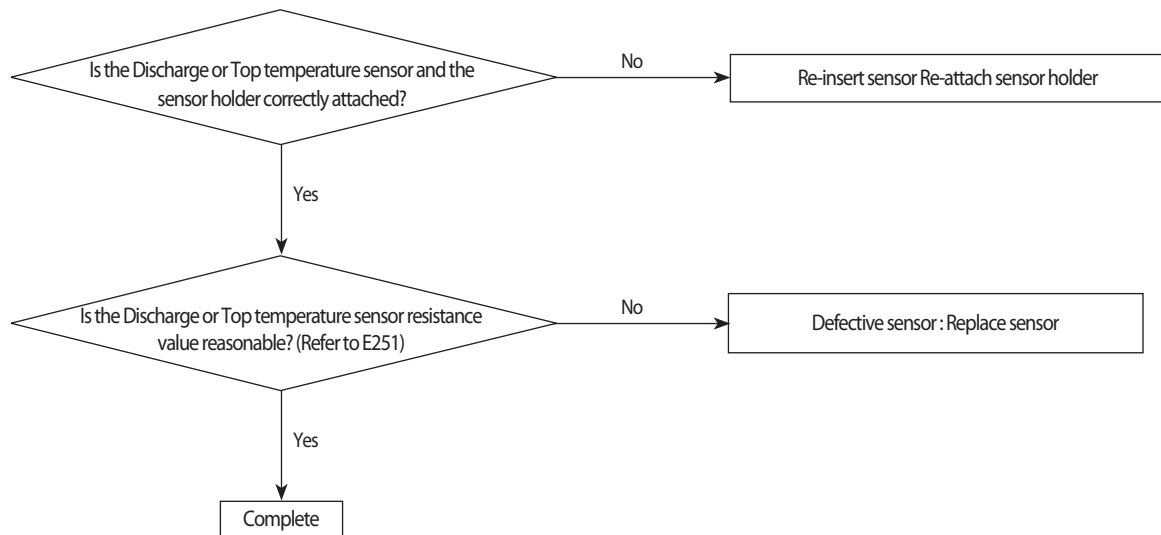 Is the Discharge or Top temperature sensor and the
sensor holder correctly attached?
No
Re-insert sensor Re-attach sensor holder
Yes
Is the Discharge or Top temperature sensor resistance
value reasonable? (Refer to E251)
No
Defective sensor : Replace sensor
Yes
Complete